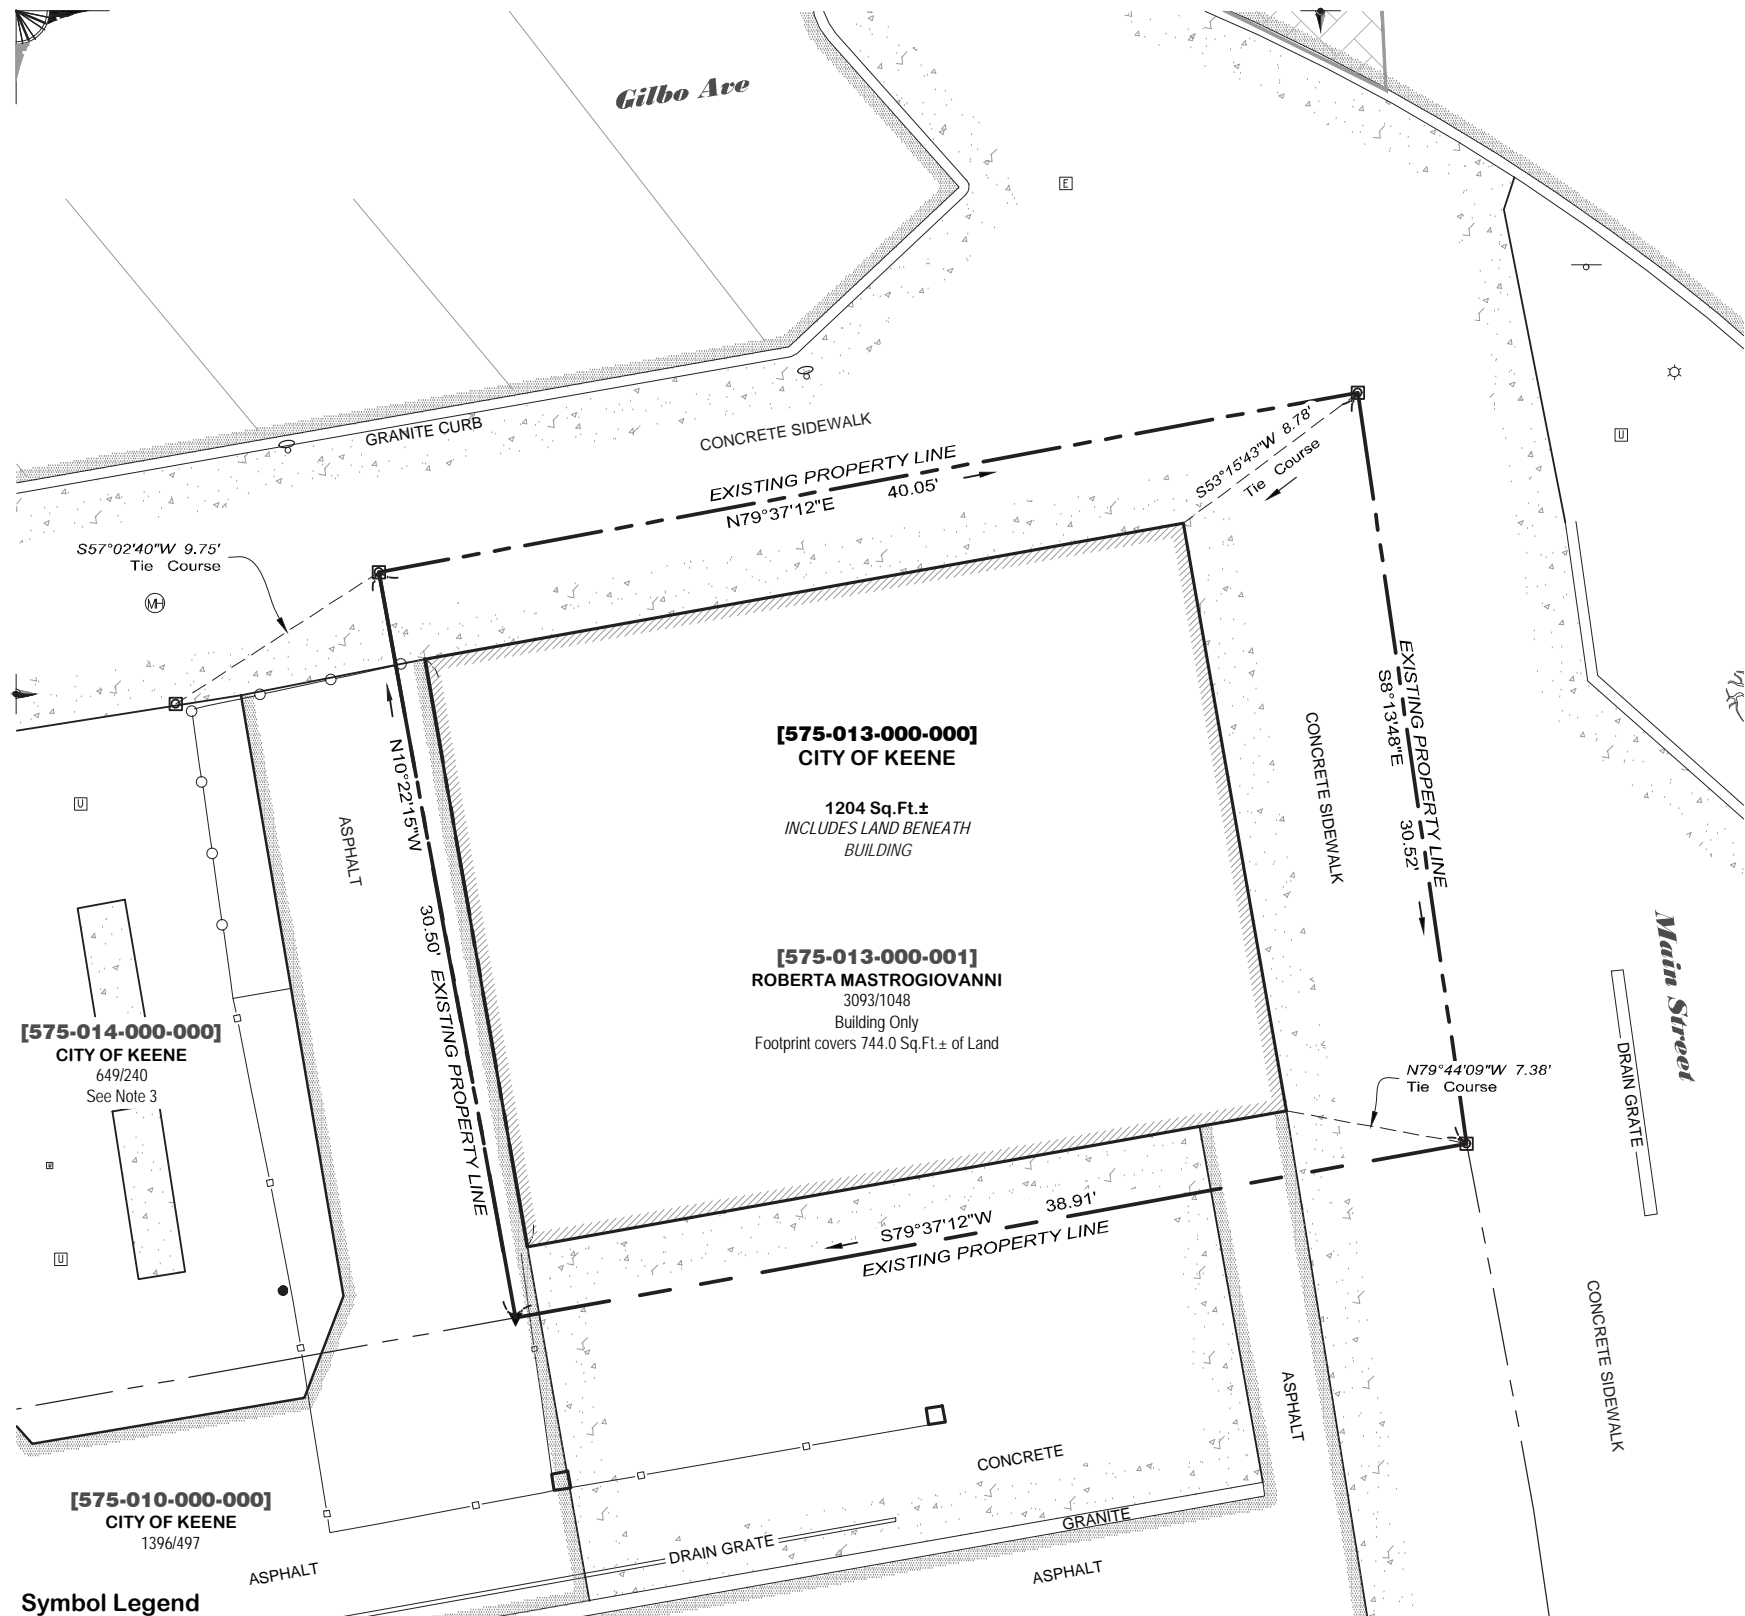 Gilbo Ave
E
GRANITE CURB
CONCRETE SIDEWALK
EXISTING PROPERTY LINE
N79°37'12"E 40.05'
S53°15'43"W 8.78'
Tie Course
U
S57°02'40"W 9.75'
Tie Course
MH
EXISTING PROPERTY LINE
S8°13'48"E 30.52'
CONCRETE SIDEWALK
N10°22'15"W
30.50' EXISTING PROPERTY LINE
ASPHALT
U
[575-013-000-000]
CITY OF KEENE
1204 Sq.Ft.±
INCLUDES LAND BENEATH
BUILDING
[575-013-000-001]
ROBERTA MASTROGIOVANNI
3093/1048
Building Only
Footprint covers 744.0 Sq.Ft.± of Land
Main Street
DRAIN GRATE
[575-014-000-000]
CITY OF KEENE
649/240
See Note 3
N79°44'09"W 7.38'
Tie Course
U
S79°37'12"W 38.91'
EXISTING PROPERTY LINE
CONCRETE SIDEWALK
ASPHALT
CONCRETE
[575-010-000-000]
CITY OF KEENE
1396/497
GRANITE
DRAIN GRATE
ASPHALT
ASPHALT
Symbol Legend